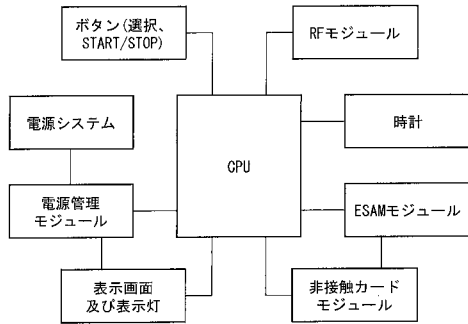 ボタン(選択、
START/STOP)
RFモジュール
電源システム
時計
CPU
電源管理
モジュール
ESAMモジュール
表示画面
及び表示灯
非接触カード
モジュール